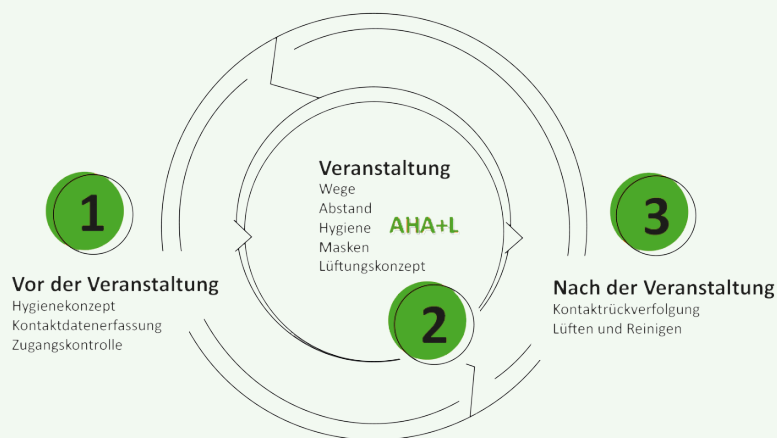 1
Vor der Veranstaltung
Hygienekonzept
Kontaktdatenerfassung
Zugangskontrolle
Veranstaltung
Wege
Abstand
Hygiene
Masken
Lüftungskonzept
AHA+L
2
3
Nach der Veranstaltung
Kontaktrückverfolgung
Lüften und Reinigen